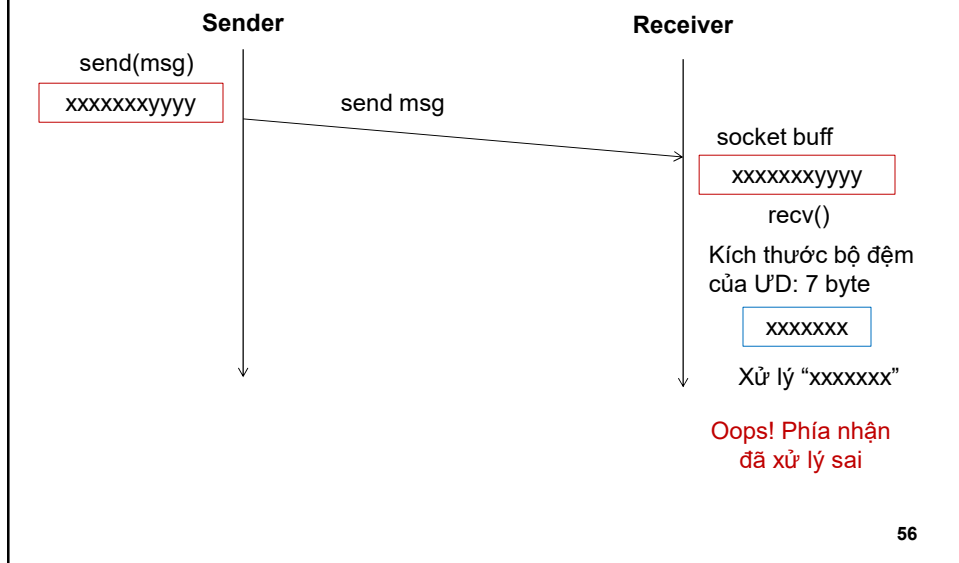 Sender
Receiver
send(msg)
xxxxxxxyyyy
send msg
socket buff
xxxxxxxyyyy
recv()
Kích thước bộ đệm
của ƯD: 7 byte
xxxxxxx
Xử lý “xxxxxxx”
Oops! Phía nhận
đã xử lý sai
56